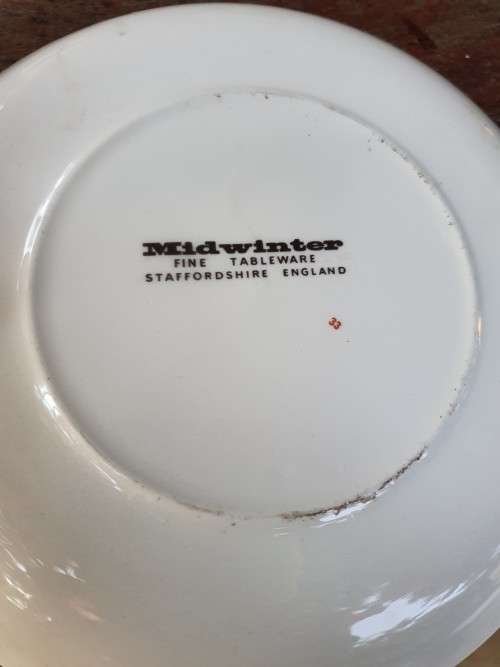 Midwinter
FINE TABLEWARE
STAFFORDSHIRE ENGLAND
33